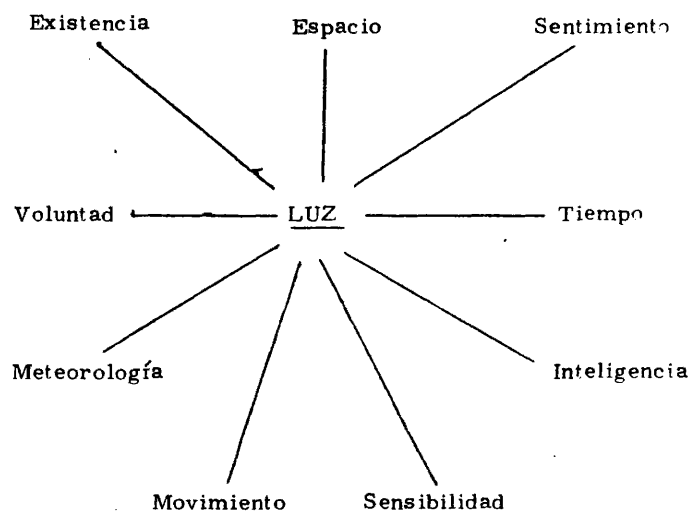 Existencia
Espacio
Sentimiento
Voluntad
LUZ
Tiempo
Meteorología
Inteligencia
Movimiento
Sensibilidad